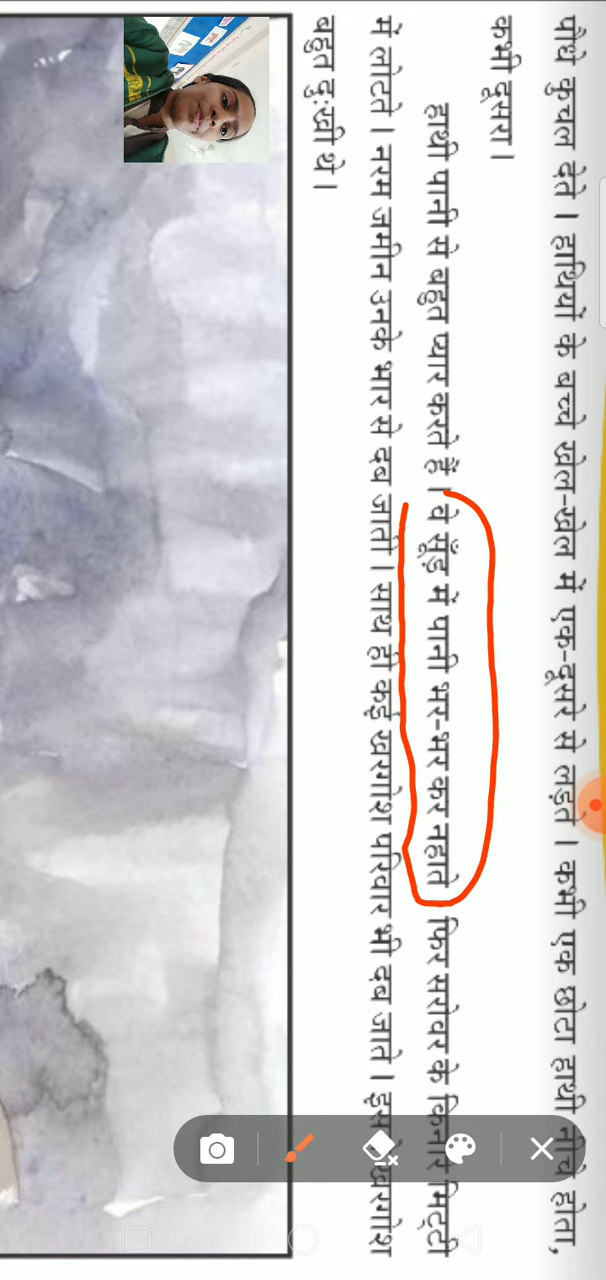 पौधे कुचल देते। हाथियों के बच्चे खेल-खेल में एक-दूसरे से लड़ते। कभी एक छोटा हाथी नीचे होता,
कभी दूसरा।
हाथी पानी से बहुत प्यार करते हैं। वे सूँड़ में पानी भर-भर कर नहाते फिर सरोवर के किनारे मिट्टी
में लोटते। नरम ज़मीन उनके भार से दब जाती। साथ ही कई खरगोश परिवार भी दब जाते। इससे खरगोश
बहुत दुःखी थे।